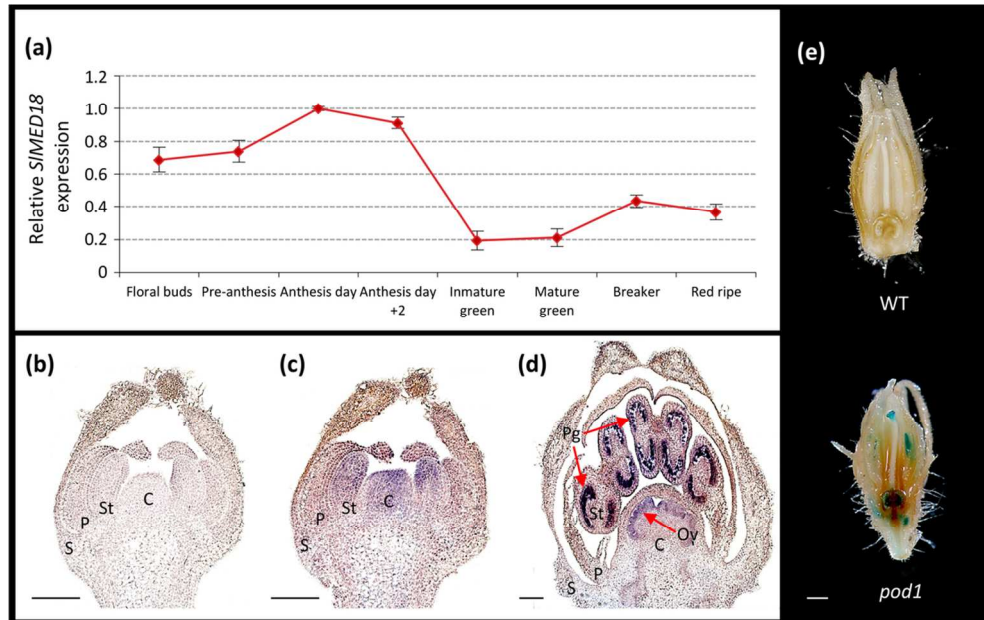 (a)
Relative SlMED18
expression
1.2
1.0
0.8
0.6
0.4
0.2
0
Floral buds
Pre-anthesis
Anthesis day
Anthesis day
+2
Inmature
green
Mature
green
Breaker
Red ripe
(b)
C
St
P
S
(c)
C
St
P
S
(d)
Pg
St
Ov
C
P
S
(e)
WT
pod1